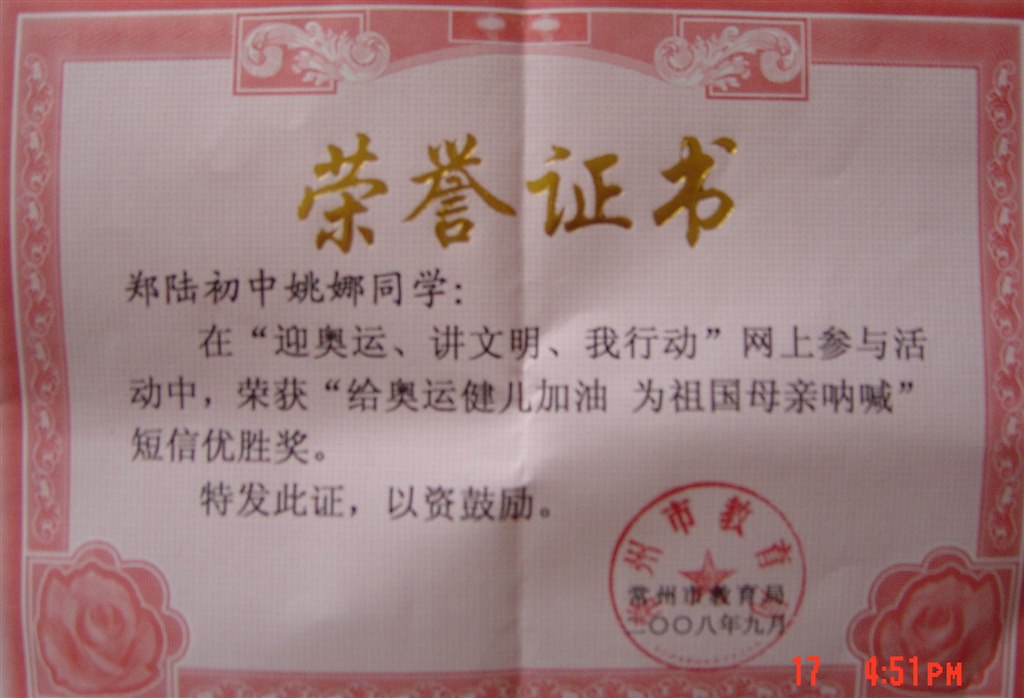 荣誉证书
郑陆初中姚娜同学:
在“迎奥运、讲文明、我行动”网上参与活
动中，荣获“给奥运健儿加油 为祖国母亲呐喊”
短信优胜奖。
特发此证，以资鼓励。
常州市教育局
常州市教育局
二〇〇八年九月
17 4:51PM